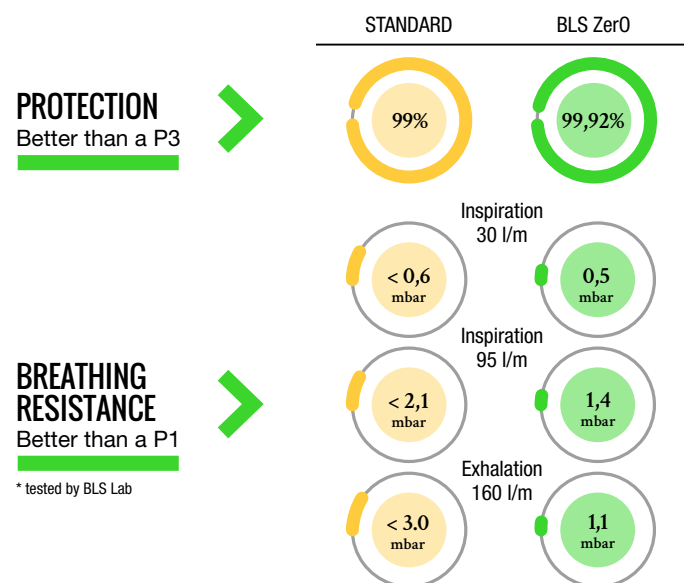 STANDARD BLS Zer0
PROTECTION
Better than a P3
99% 99,92%
Inspiration
30 l/m
< 0,6
mbar
0,5
mbar
Inspiration
95 l/m
BREATHING
RESISTANCE
Better than a P1
* tested by BLS Lab
< 2,1
mbar
1,4
mbar
Exhalation
160 l/m
< 3.0
mbar
1,1
mbar